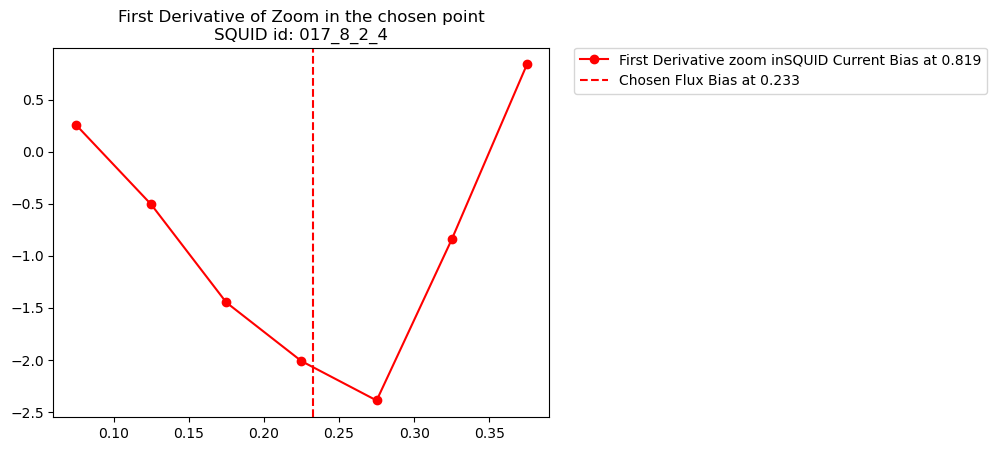 First Derivative of Zoom in the chosen point
SQUID id: 017_8_2_4
First Derivative zoom inSQUID Current Bias at 0.819
Chosen Flux Bias at 0.233
0.5
0.0
−0.5
−1.0
−1.5
−2.0
−2.5
0.10 0.15 0.20 0.25 0.30 0.35